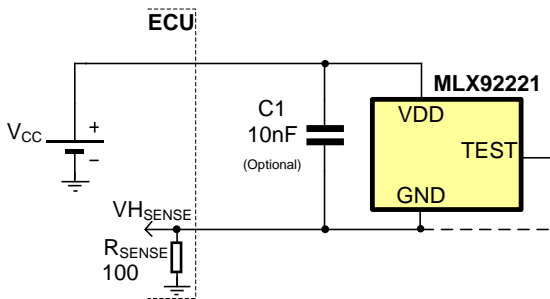 ECU
MLX92221
C1
10nF
(Optional)
VDD
TEST
GND
VCC
+
−
VHSENSE
RSENSE
100